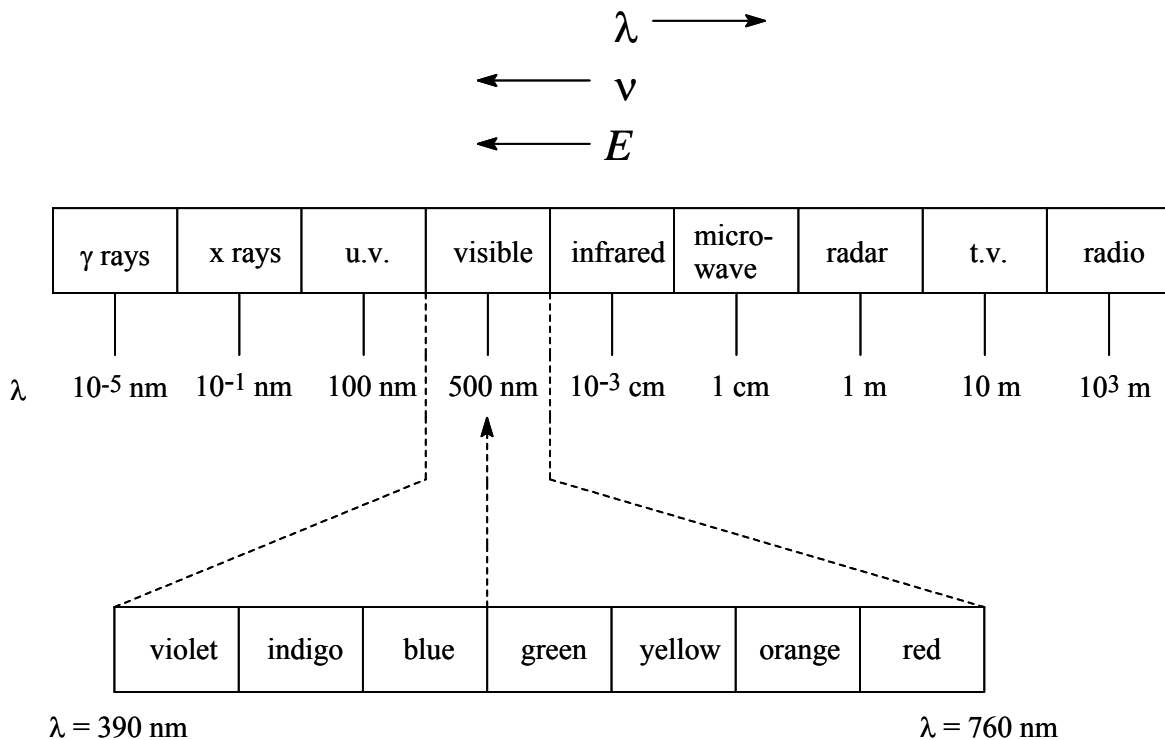 λ
ν
E
γ rays x rays u.v. visible infrared micro-wave radar t.v. radio
λ 10-5 nm 10-1 nm 100 nm 500 nm 10-3 cm 1 cm 1 m 10 m 103 m
violet indigo blue green yellow orange red
λ = 390 nm λ = 760 nm